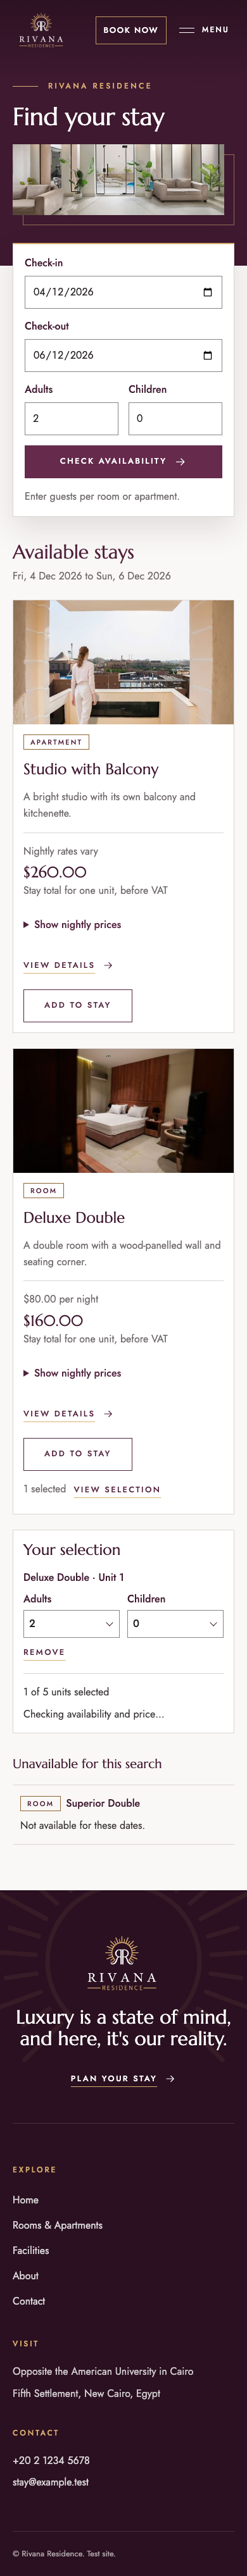 RIVANA
RESIDENCE
BOOK NOW
MENU
RIVANA RESIDENCE
Find your stay
Check-in
04/12/2026
Check-out
06/12/2026
Adults
Children
2
0
CHECK AVAILABILITY
Enter guests per room or apartment.
Available stays
Fri, 4 Dec 2026 to Sun, 6 Dec 2026
APARTMENT
Studio with Balcony
A bright studio with its own balcony and
kitchenette.
Nightly rates vary
$260.00
Stay total for one unit, before VAT
Show nightly prices
VIEW DETAILS
ADD TO STAY
ROOM
Deluxe Double
A double room with a wood-panelled wall and
seating corner.
$80.00 per night
$160.00
Stay total for one unit, before VAT
Show nightly prices
VIEW DETAILS
ADD TO STAY
1 selected VIEW SELECTION
Your selection
Deluxe Double · Unit 1
Adults
Children
2
0
REMOVE
1 of 5 units selected
Checking availability and price…
Unavailable for this search
ROOM Superior Double
Not available for these dates.
RIVANA
RESIDENCE
Luxury is a state of mind,
and here, it's our reality.
PLAN YOUR STAY
EXPLORE
Home
Rooms & Apartments
Facilities
About
Contact
VISIT
Opposite the American University in Cairo
Fifth Settlement, New Cairo, Egypt
CONTACT
+20 2 1234 5678
stay@example.test
© Rivana Residence. Test site.